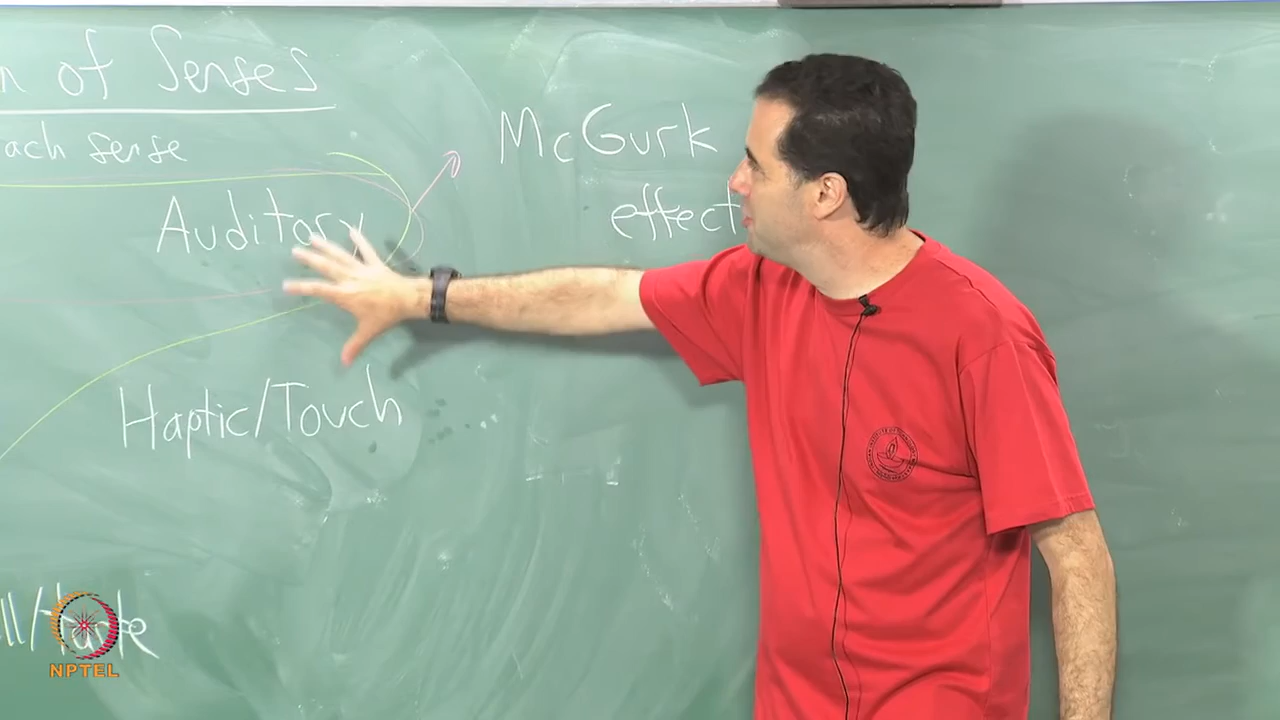 n of Senses
ach sense
McGurk
effect
Auditory
Haptic/Touch
NPTEL